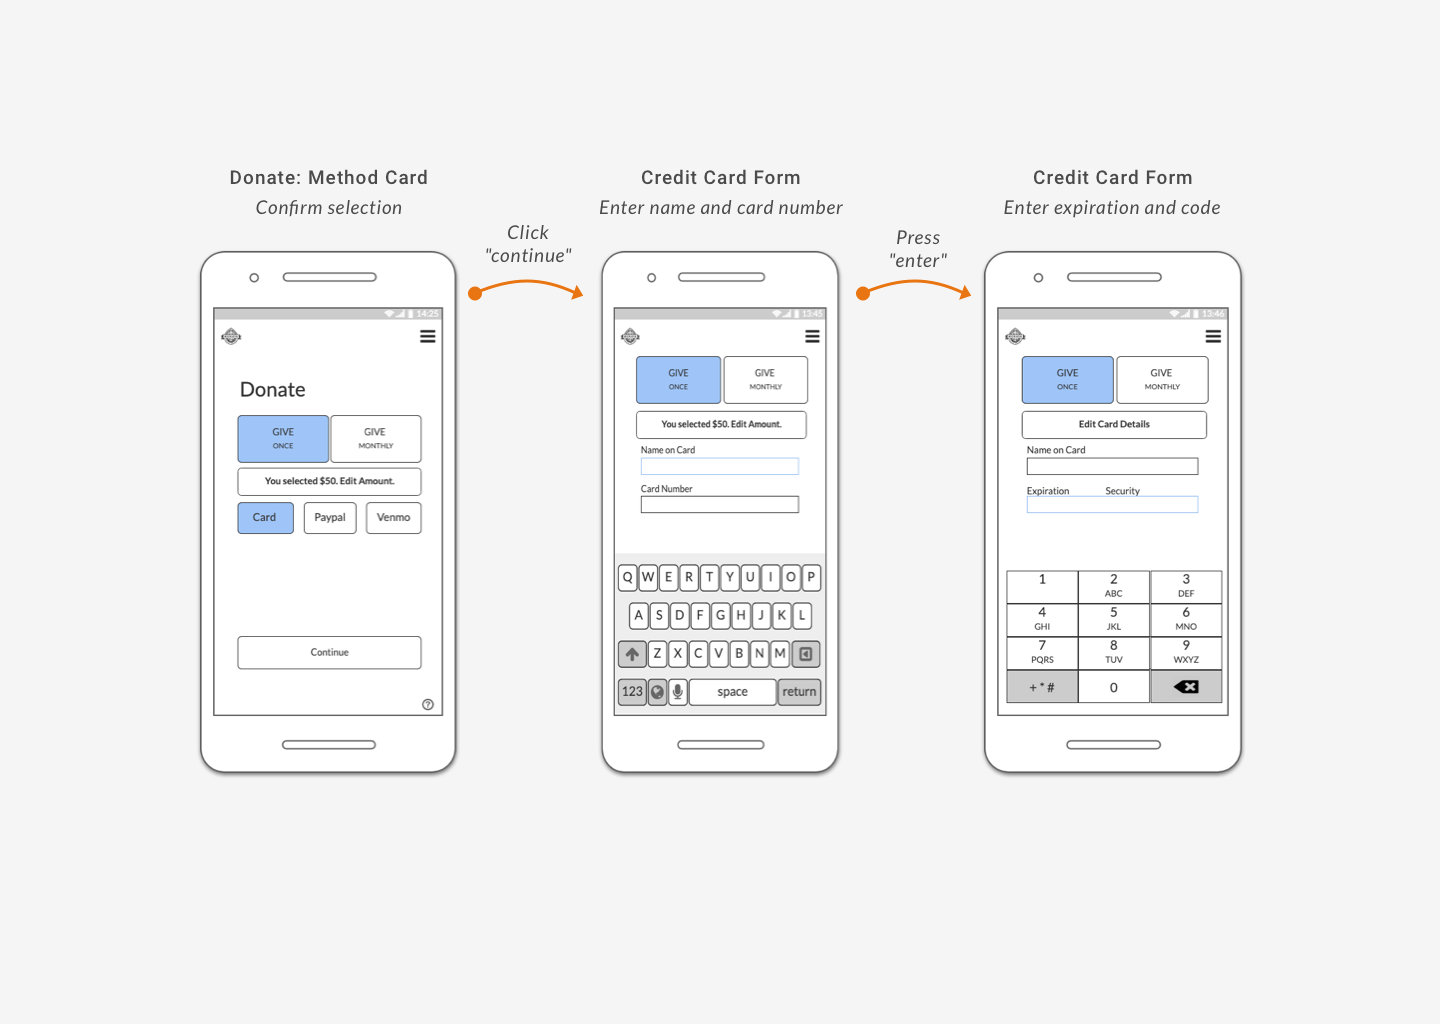 Donate: Method Card
Confirm selection
Click
"continue"
Credit Card Form
Enter name and card number
Press
"enter"
Credit Card Form
Enter expiration and code
14:25
Donate
GIVE
ONCE
GIVE
MONTHLY
You selected $50. Edit Amount.
Card Paypal Venmo
Continue
?
13:45
GIVE
ONCE
GIVE
MONTHLY
You selected $50. Edit Amount.
Name on Card
Card Number
Q W E R T Y U I O P
A S D F G H J K L
Z X C V B N M
123 space return
13:46
GIVE
ONCE
GIVE
MONTHLY
Edit Card Details
Name on Card
Expiration Security
1 2 3
ABC DEF
4 5 6
GHI JKL MNO
7 8 9
PQRS TUV WXYZ
+ * # 0